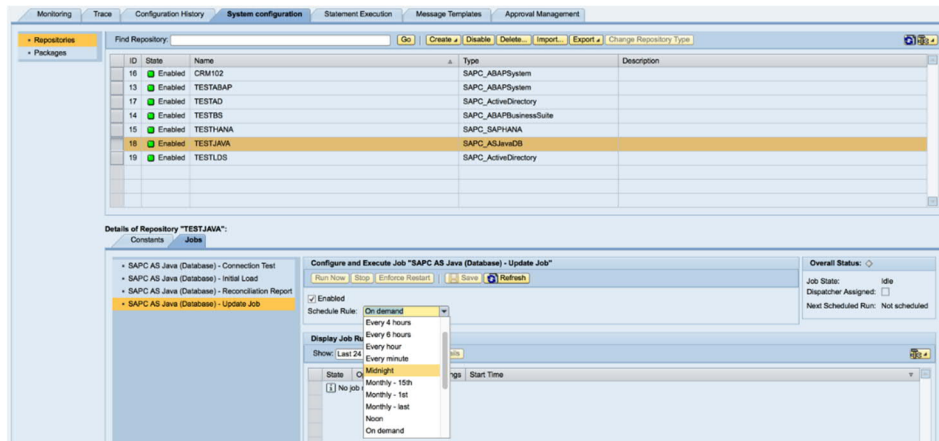 Monitoring Trace Configuration History System configuration Statement Execution Message Templates Approval Management
Repositories
Packages
Find Repository: Go Create Disable Delete... Import... Export Change Repository Type
ID State Name Type Description
16 Enabled CRM102 SAPC_ABAPSystem
13 Enabled TESTABAP SAPC_ABAPSystem
17 Enabled TESTAD SAPC_ActiveDirectory
14 Enabled TESTBS SAPC_ABAPBusinessSuite
15 Enabled TESTHANA SAPC_SAPHANA
18 Enabled TESTJAVA SAPC_ASJavaDB
19 Enabled TESTLDS SAPC_ActiveDirectory
Details of Repository "TESTJAVA":
Constants Jobs
SAPC AS Java (Database) - Connection Test
SAPC AS Java (Database) - Initial Load
SAPC AS Java (Database) - Reconciliation Report
SAPC AS Java (Database) - Update Job
Configure and Execute Job "SAPC AS Java (Database) - Update Job"
Run Now Stop Enforce Restart Save Refresh
Enabled
Schedule Rule: On demand
Every 4 hours
Every 6 hours
Every hour
Every minute
Midnight
Monthly - 15th
Monthly - 1st
Monthly - last
Noon
On demand
Display Job Ru
Show: Last 24 ails
State Op ngs Start Time
No job r
Overall Status:
Job State: Idle
Dispatcher Assigned:
Next Scheduled Run: Not scheduled